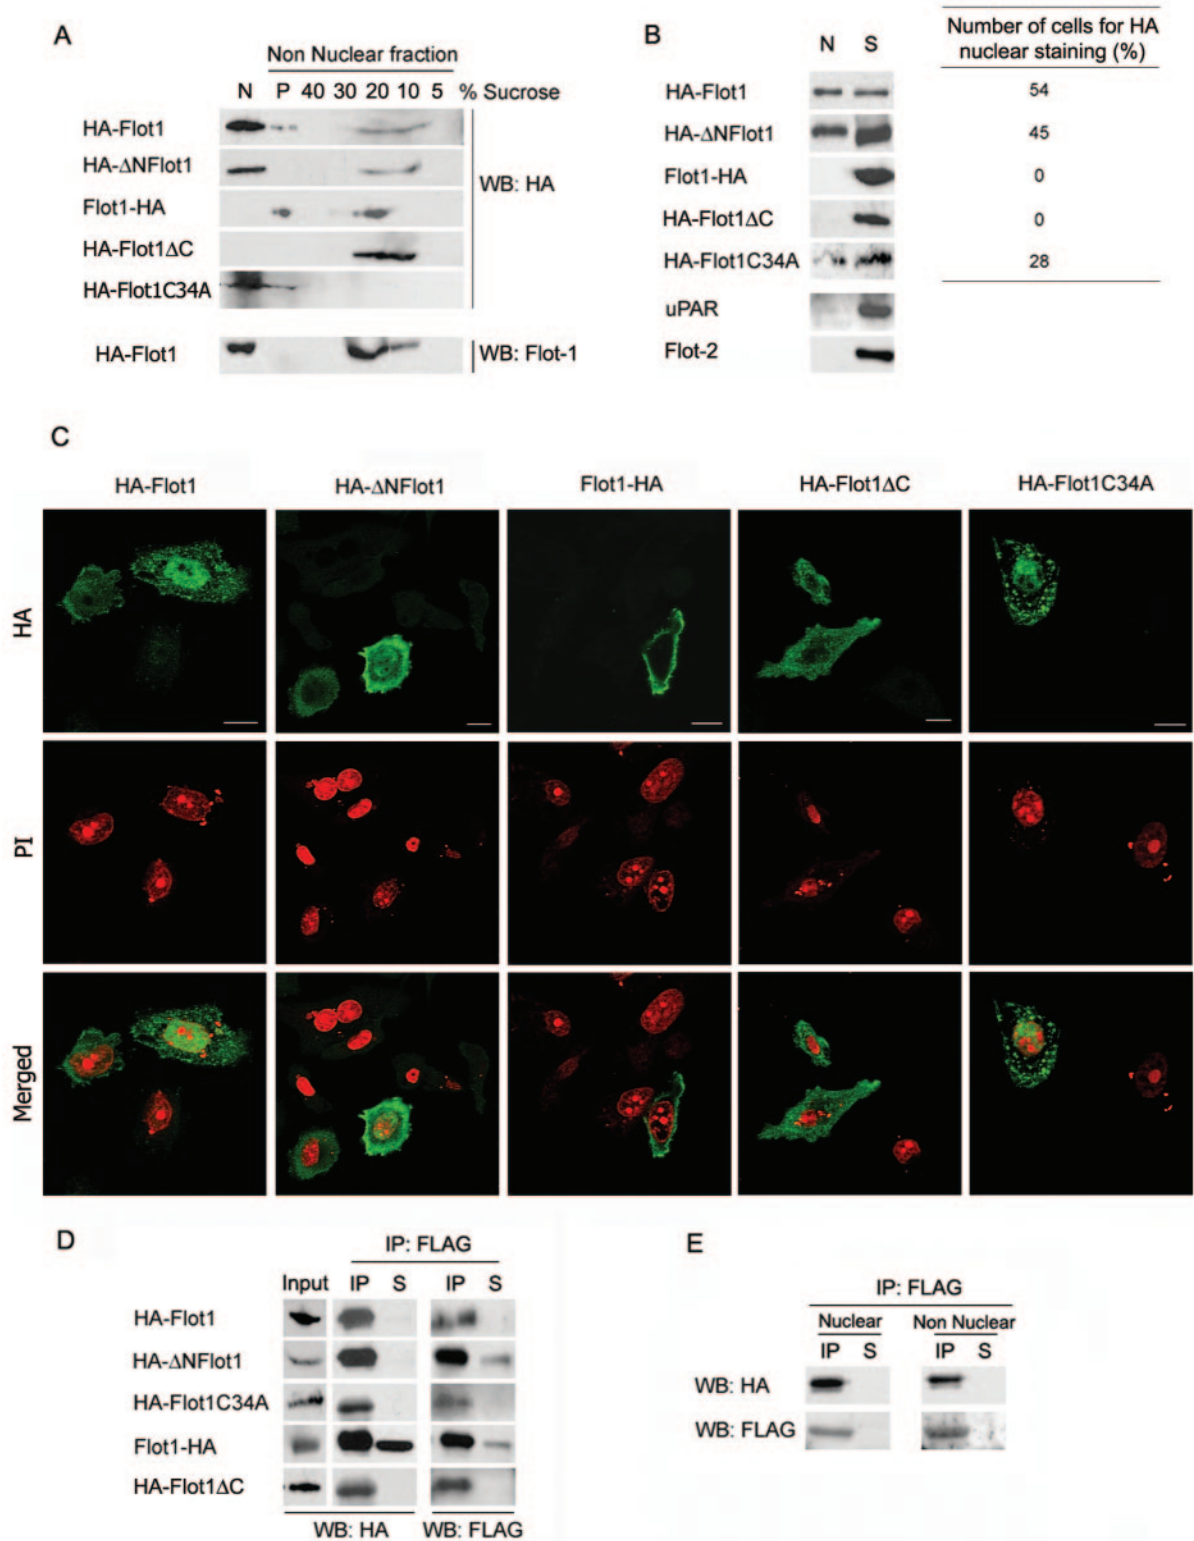 A
Non Nuclear fraction
N P 40 30 20 10 5 % Sucrose
HA-Flot1
HA-ΔNFlot1
Flot1-HA
HA-Flot1ΔC
HA-Flot1C34A
WB: HA
HA-Flot1
WB: Flot-1
B
N S
Number of cells for HA
nuclear staining (%)
HA-Flot1 54
HA-ΔNFlot1 45
Flot1-HA 0
HA-Flot1ΔC 0
HA-Flot1C34A 28
uPAR
Flot-2
C
HA-Flot1 HA-ΔNFlot1 Flot1-HA HA-Flot1ΔC HA-Flot1C34A
HA
PI
Merged
D
IP: FLAG
Input IP S IP S
HA-Flot1
HA-ΔNFlot1
HA-Flot1C34A
Flot1-HA
HA-Flot1ΔC
WB: HA WB: FLAG
E
IP: FLAG
Nuclear Non Nuclear
IP S IP S
WB: HA
WB: FLAG